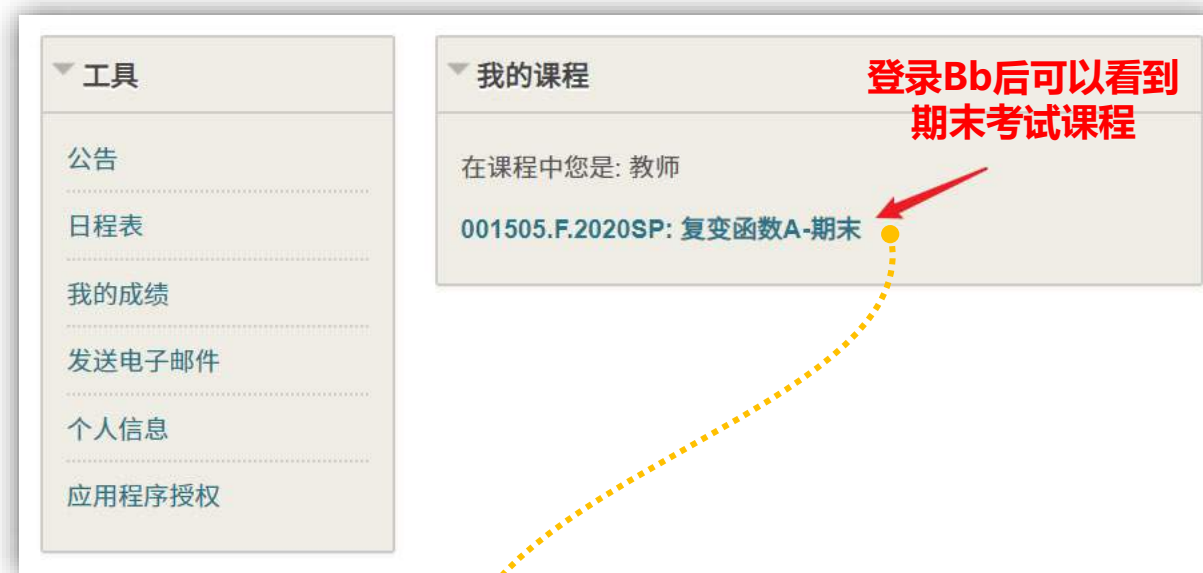 工具
公告
日程表
我的成绩
发送电子邮件
个人信息
应用程序授权
我的课程
登录Bb后可以看到
期末考试课程
在课程中您是: 教师
001505.F.2020SP: 复变函数A-期末